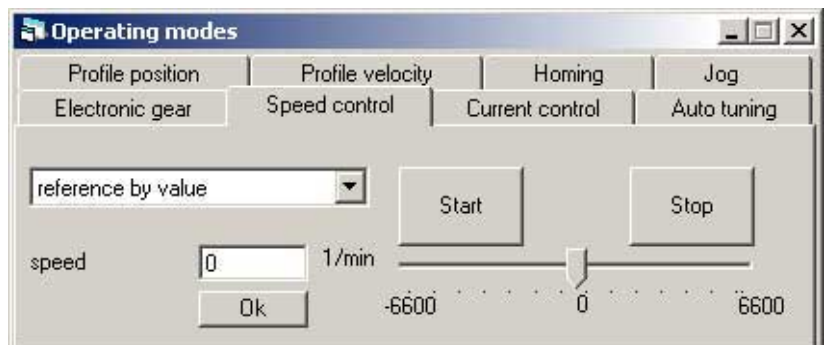 Operating modes
Profile position Profile velocity Homing Jog
Electronic gear Speed control Current control Auto tuning
reference by value Start Stop
speed 0 1/min
Ok -6600 0 6600